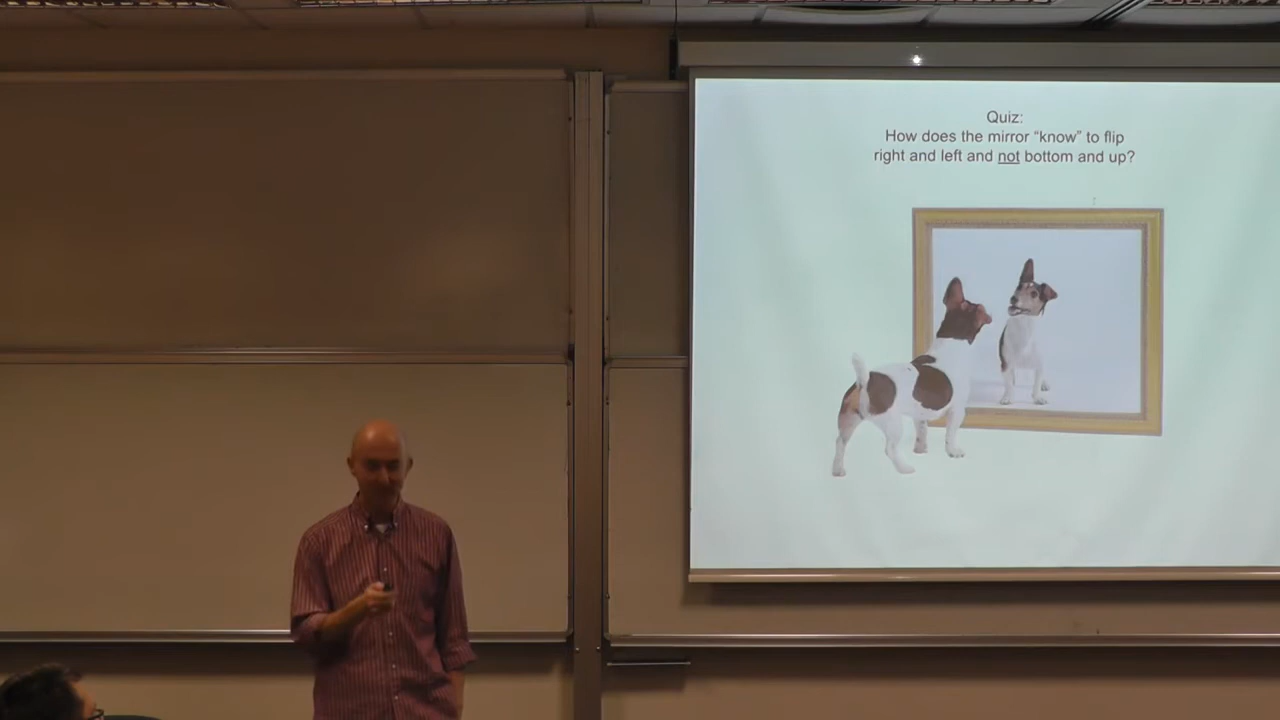 Quiz:
How does the mirror “know” to flip
right and left and not bottom and up?